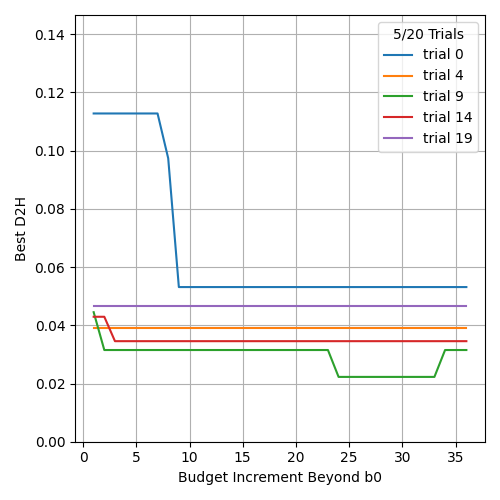 5/20 Trials
trial 0
trial 4
trial 9
trial 14
trial 19
0.14
0.12
0.10
0.08
0.06
0.04
0.02
0.00
Best D2H
0 5 10 15 20 25 30 35
Budget Increment Beyond b0